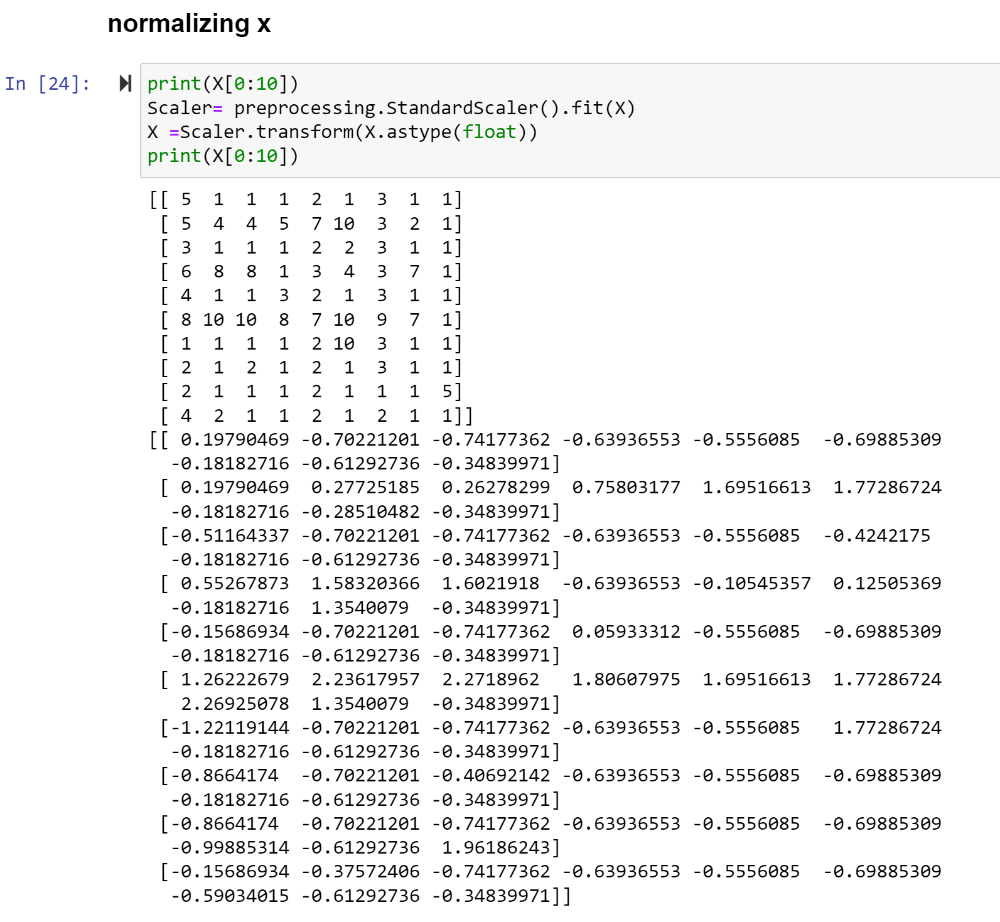 normalizing x
In [24]:
print(X[0:10])
Scaler= preprocessing.StandardScaler().fit(X)
X =Scaler.transform(X.astype(float))
print(X[0:10])
[[ 5  1  1  1  2  1  3  1  1]
 [ 5  4  4  5  7 10  3  2  1]
 [ 3  1  1  1  2  2  3  1  1]
 [ 6  8  8  1  3  4  3  7  1]
 [ 4  1  1  3  2  1  3  1  1]
 [ 8 10 10  8  7 10  9  7  1]
 [ 1  1  1  1  2 10  3  1  1]
 [ 2  1  2  1  2  1  3  1  1]
 [ 2  1  1  1  2  1  1  1  5]
 [ 4  2  1  1  2  1  2  1  1]]
[[ 0.19790469 -0.70221201 -0.74177362 -0.63936553 -0.5556085  -0.69885309
  -0.18182716 -0.61292736 -0.34839971]
 [ 0.19790469  0.27725185  0.26278299  0.75803177  1.69516613  1.77286724
  -0.18182716 -0.28510482 -0.34839971]
 [-0.51164337 -0.70221201 -0.74177362 -0.63936553 -0.5556085  -0.4242175
  -0.18182716 -0.61292736 -0.34839971]
 [ 0.55267873  1.58320366  1.6021918  -0.63936553 -0.10545357  0.12505369
  -0.18182716  1.3540079  -0.34839971]
 [-0.15686934 -0.70221201 -0.74177362  0.05933312 -0.5556085  -0.69885309
  -0.18182716 -0.61292736 -0.34839971]
 [ 1.26222679  2.23617957  2.2718962   1.80607975  1.69516613  1.77286724
   2.26925078  1.3540079  -0.34839971]
 [-1.22119144 -0.70221201 -0.74177362 -0.63936553 -0.5556085   1.77286724
  -0.18182716 -0.61292736 -0.34839971]
 [-0.8664174  -0.70221201 -0.40692142 -0.63936553 -0.5556085  -0.69885309
  -0.18182716 -0.61292736 -0.34839971]
 [-0.8664174  -0.70221201 -0.74177362 -0.63936553 -0.5556085  -0.69885309
  -0.99885314 -0.61292736  1.96186243]
 [-0.15686934 -0.37572406 -0.74177362 -0.63936553 -0.5556085  -0.69885309
  -0.59034015 -0.61292736 -0.34839971]]